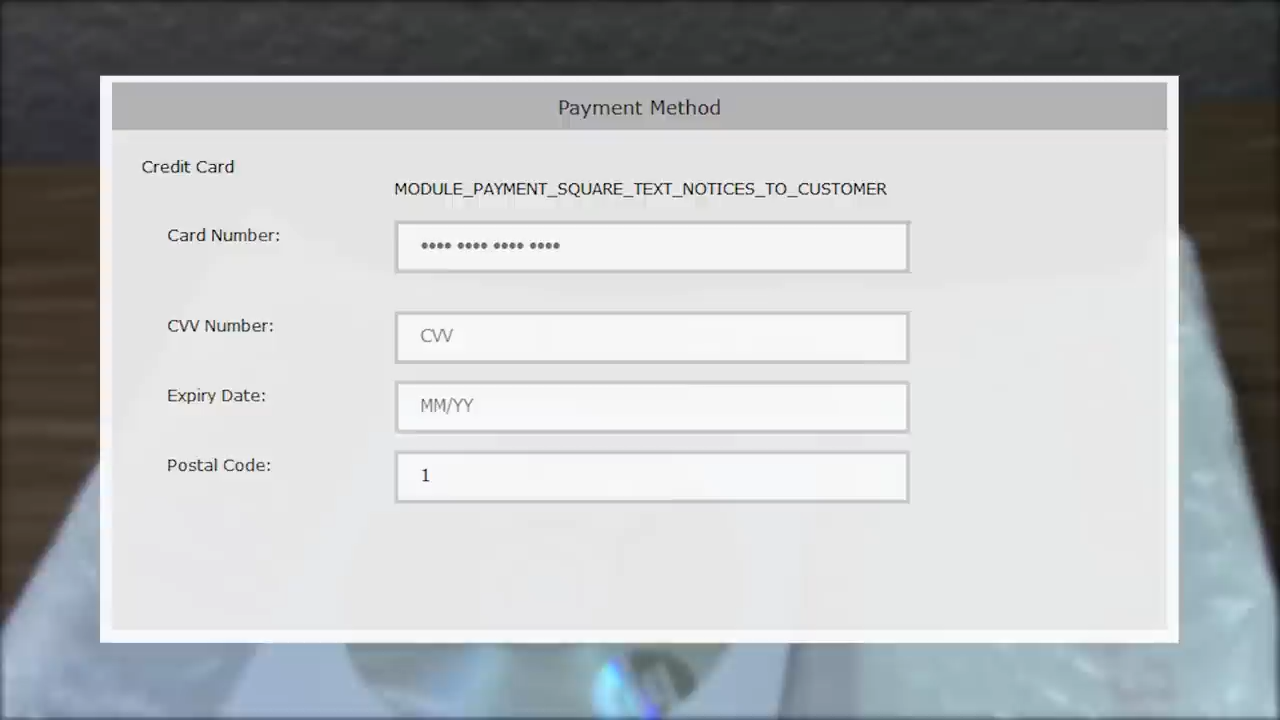 Payment Method
Credit Card
MODULE_PAYMENT_SQUARE_TEXT_NOTICES_TO_CUSTOMER
Card Number: •••• •••• •••• ••••
CVV Number: CVV
Expiry Date: MM/YY
Postal Code: 1